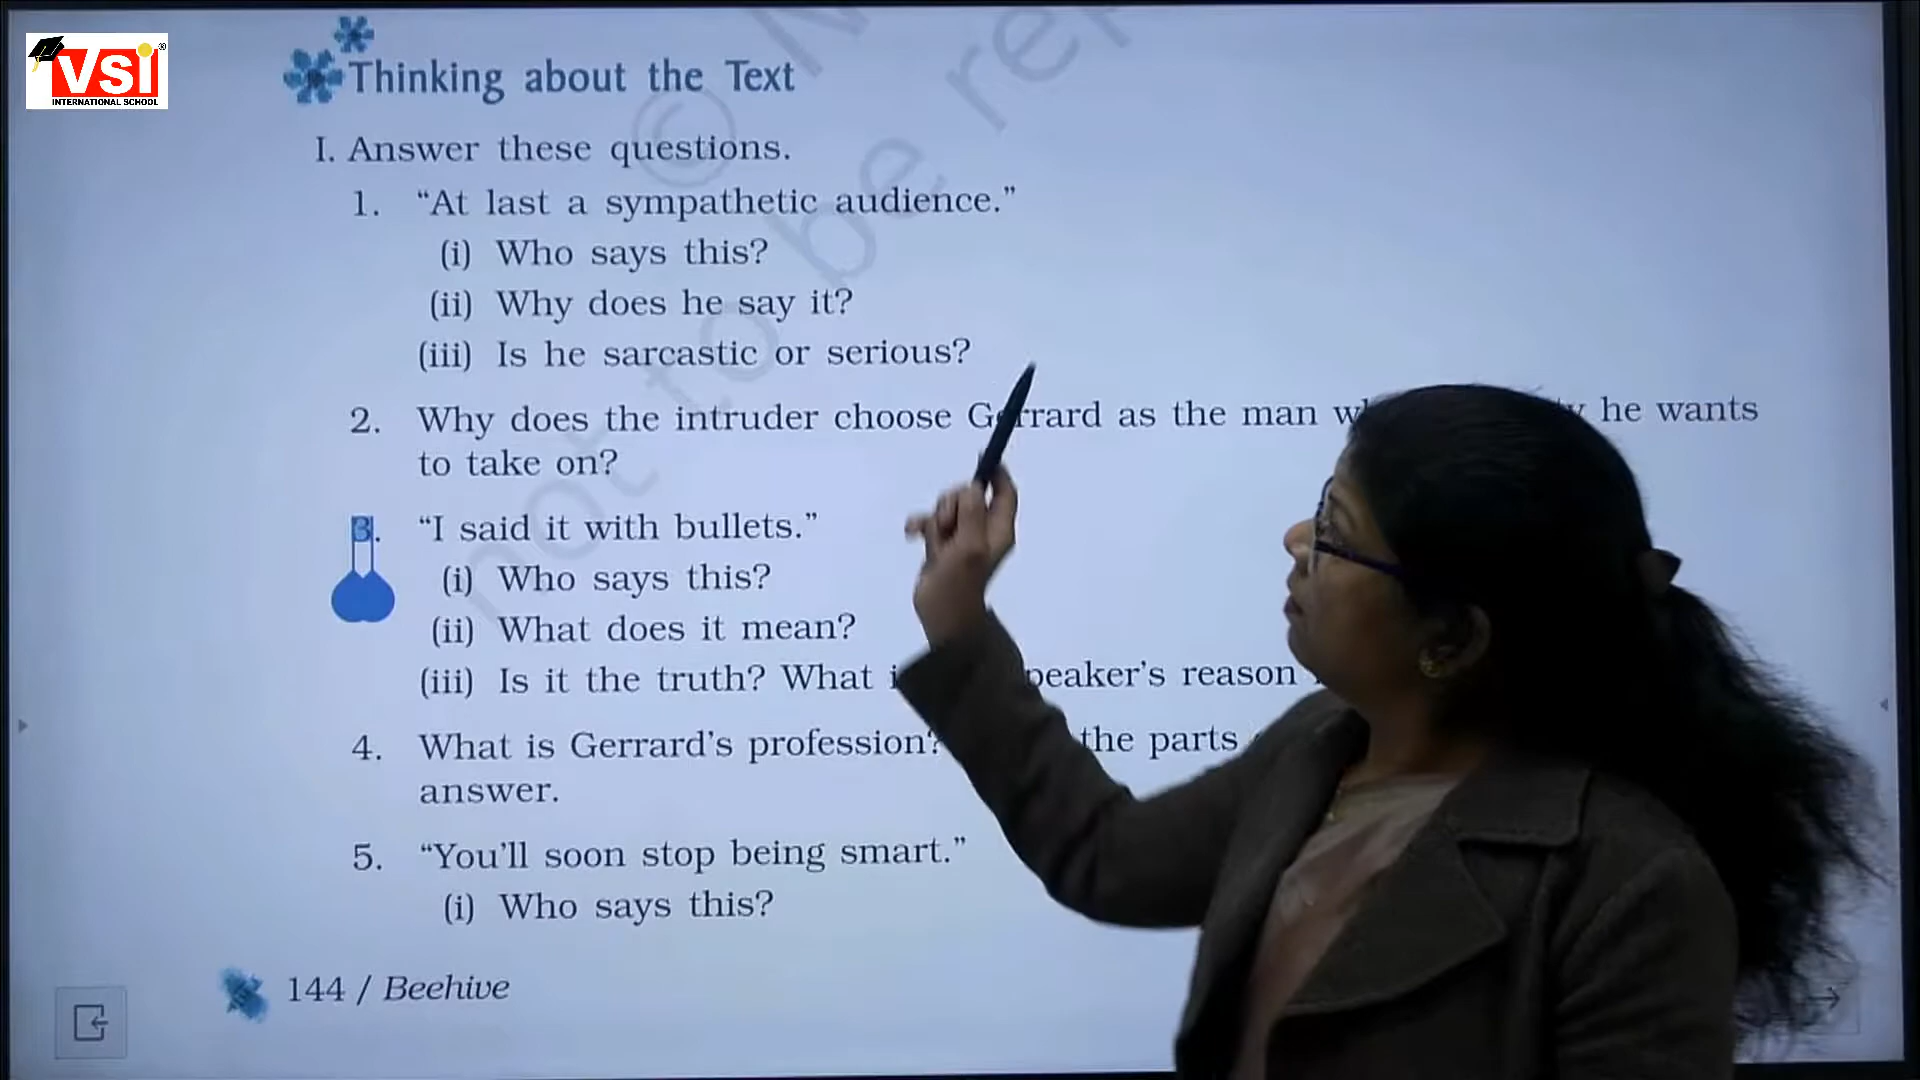 VSI
®
INTERNATIONAL SCHOOL
Thinking about the Text
I. Answer these questions.
1. “At last a sympathetic audience.”
(i) Who says this?
(ii) Why does he say it?
(iii) Is he sarcastic or serious?
2. Why does the intruder choose Gerrard as the man he wants
to take on?
3. “I said it with bullets.”
(i) Who says this?
(ii) What does it mean?
(iii) Is it the truth? What speaker’s reason
4. What is Gerrard’s profession? the parts
answer.
5. “You’ll soon stop being smart.”
(i) Who says this?
144 / Beehive
©
not to be